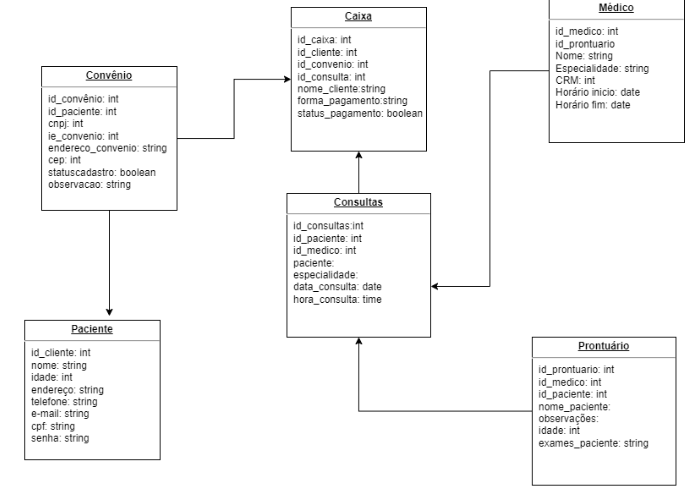 Caixa
id_caixa: int
id_cliente: int
id_convenio: int
id_consulta: int
nome_cliente:string
forma_pagamento:string
status_pagamento: boolean
Médico
id_medico: int
id_prontuario
Nome: string
Especialidade: string
CRM: int
Horário inicio: date
Horário fim: date
Convênio
id_convênio: int
id_paciente: int
cnpj: int
ie_convenio: int
endereco_convenio: string
cep: int
statuscadastro: boolean
observacao: string
Consultas
id_consultas:int
id_paciente: int
id_medico: int
paciente:
especialidade:
data_consulta: date
hora_consulta: time
Paciente
id_cliente: int
nome: string
idade: int
endereço: string
telefone: string
e-mail: string
cpf: string
senha: string
Prontuário
id_prontuario: int
id_medico: int
id_paciente: int
nome_paciente:
observações:
idade: int
exames_paciente: string